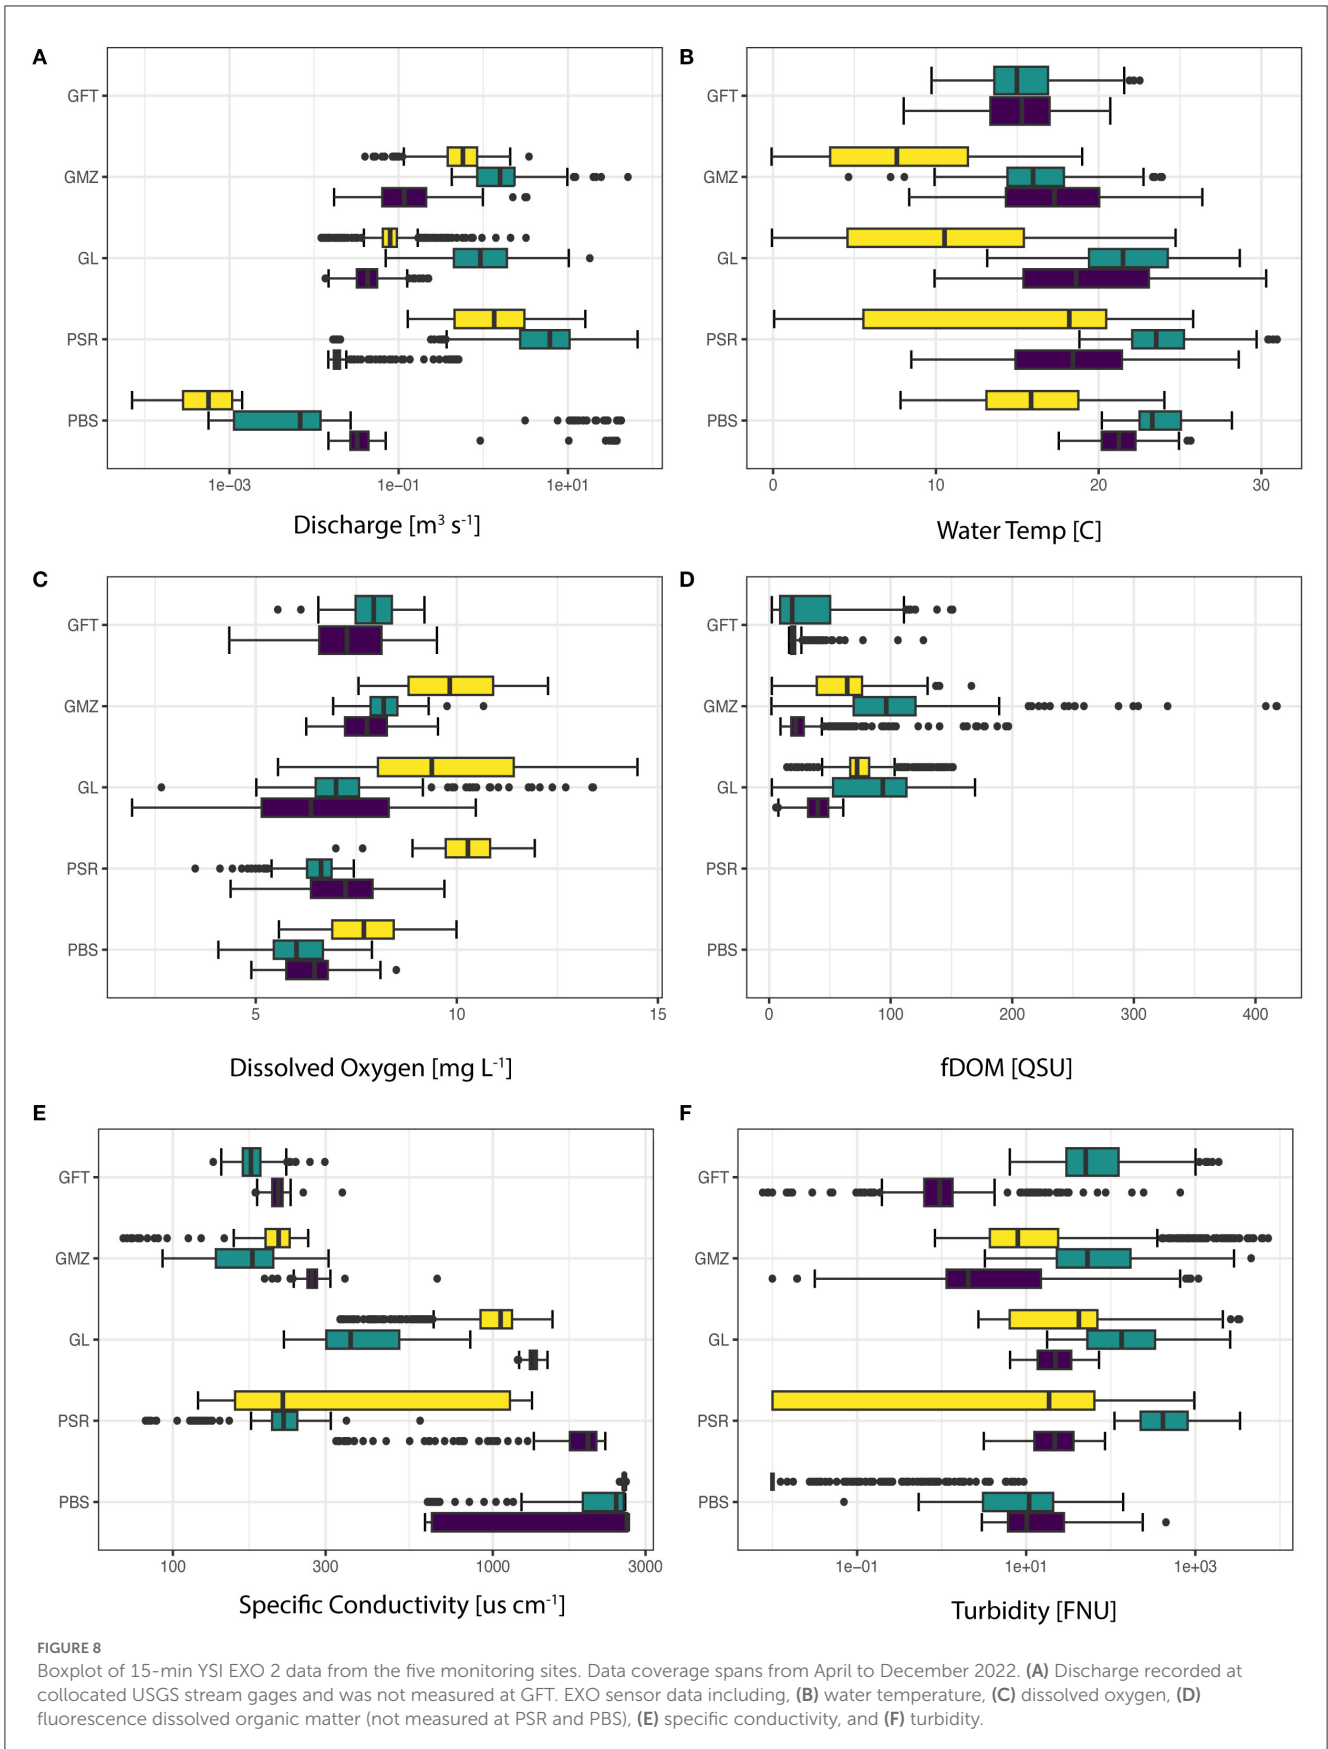 A
GFT
GMZ
GL
PSR
PBS
1e−03
1e−01
1e+01
Discharge [m³ s⁻¹]
B
GFT
GMZ
GL
PSR
PBS
0
10
20
30
Water Temp [C]
C
GFT
GMZ
GL
PSR
PBS
5
10
15
Dissolved Oxygen [mg L⁻¹]
D
GFT
GMZ
GL
PSR
PBS
0
100
200
300
400
fDOM [QSU]
E
GFT
GMZ
GL
PSR
PBS
100
300
1000
3000
Specific Conductivity [us cm⁻¹]
F
GFT
GMZ
GL
PSR
PBS
1e−01
1e+01
1e+03
Turbidity [FNU]
FIGURE 8
Boxplot of 15-min YSI EXO 2 data from the five monitoring sites. Data coverage spans from April to December 2022. (A) Discharge recorded at
collocated USGS stream gages and was not measured at GFT. EXO sensor data including, (B) water temperature, (C) dissolved oxygen, (D)
fluorescence dissolved organic matter (not measured at PSR and PBS), (E) specific conductivity, and (F) turbidity.